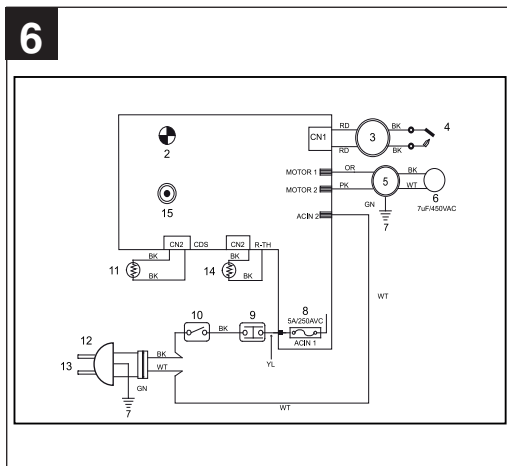 6
CN1
RD
BK
3
4
RD
BK
2
MOTOR 1
OR
BK
5
MOTOR 2
PK
WT
6
7uF/450VAC
GN
7
15
ACIN 2
CN2
CDS
CN2
R-TH
BK
BK
11
BK
14
BK
WT
10
9
8
5A/250AVC
BK
ACIN 1
YL
12
13
BK
WT
GN
7
WT